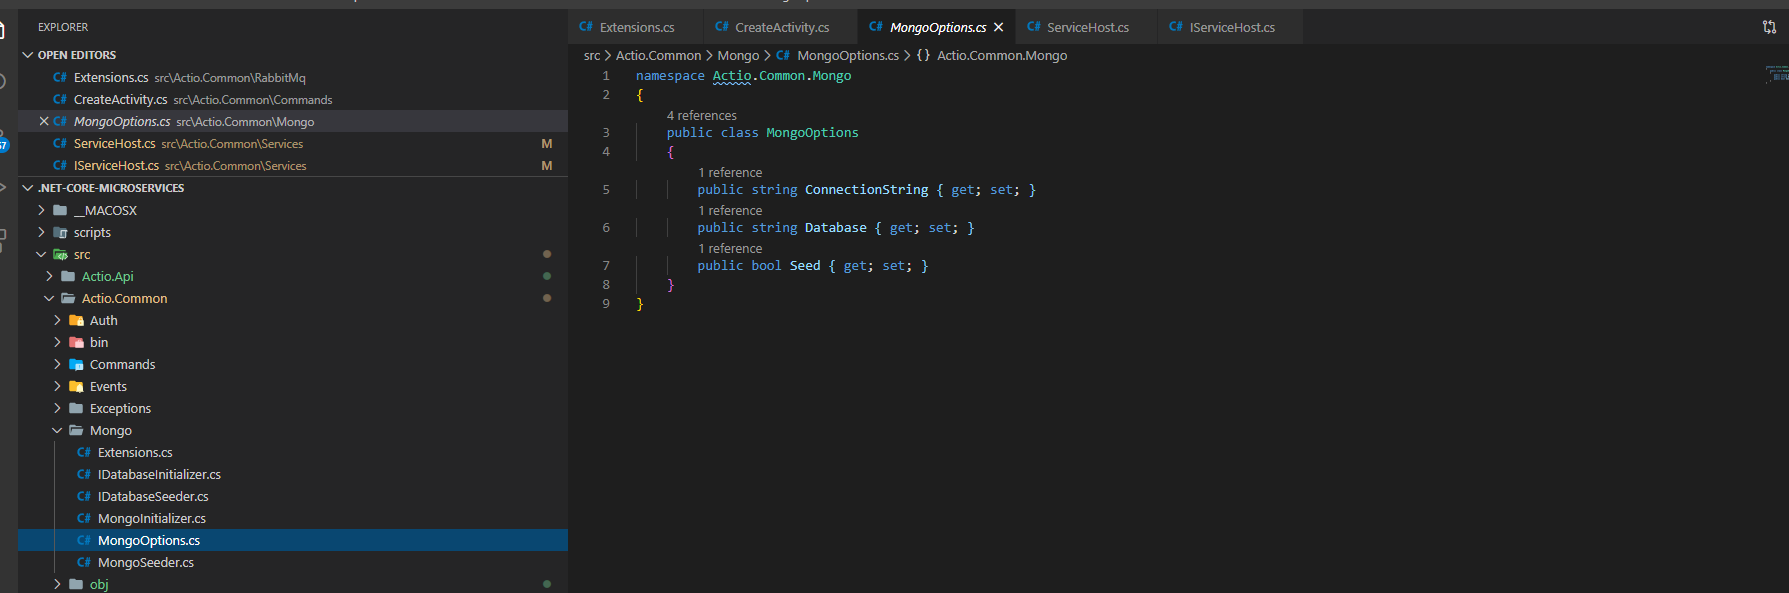 EXPLORER
OPEN EDITORS
C# Extensions.cs src\Actio.Common\RabbitMq
C# CreateActivity.cs src\Actio.Common\Commands
C# MongoOptions.cs src\Actio.Common\Mongo
C# ServiceHost.cs src\Actio.Common\Services M
C# IServiceHost.cs src\Actio.Common\Services M
.NET-CORE-MICROSERVICES
__MACOSX
scripts
src
Actio.Api
Actio.Common
Auth
bin
Commands
Events
Exceptions
Mongo
C# Extensions.cs
C# IDatabaseInitializer.cs
C# IDatabaseSeeder.cs
C# MongoInitializer.cs
C# MongoOptions.cs
C# MongoSeeder.cs
obj
C# Extensions.cs C# CreateActivity.cs C# MongoOptions.cs C# ServiceHost.cs C# IServiceHost.cs
src > Actio.Common > Mongo > C# MongoOptions.cs > {} Actio.Common.Mongo
1 namespace Actio.Common.Mongo
2 {
4 references
3 public class MongoOptions
4 {
1 reference
5 public string ConnectionString { get; set; }
1 reference
6 public string Database { get; set; }
1 reference
7 public bool Seed { get; set; }
8 }
9 }